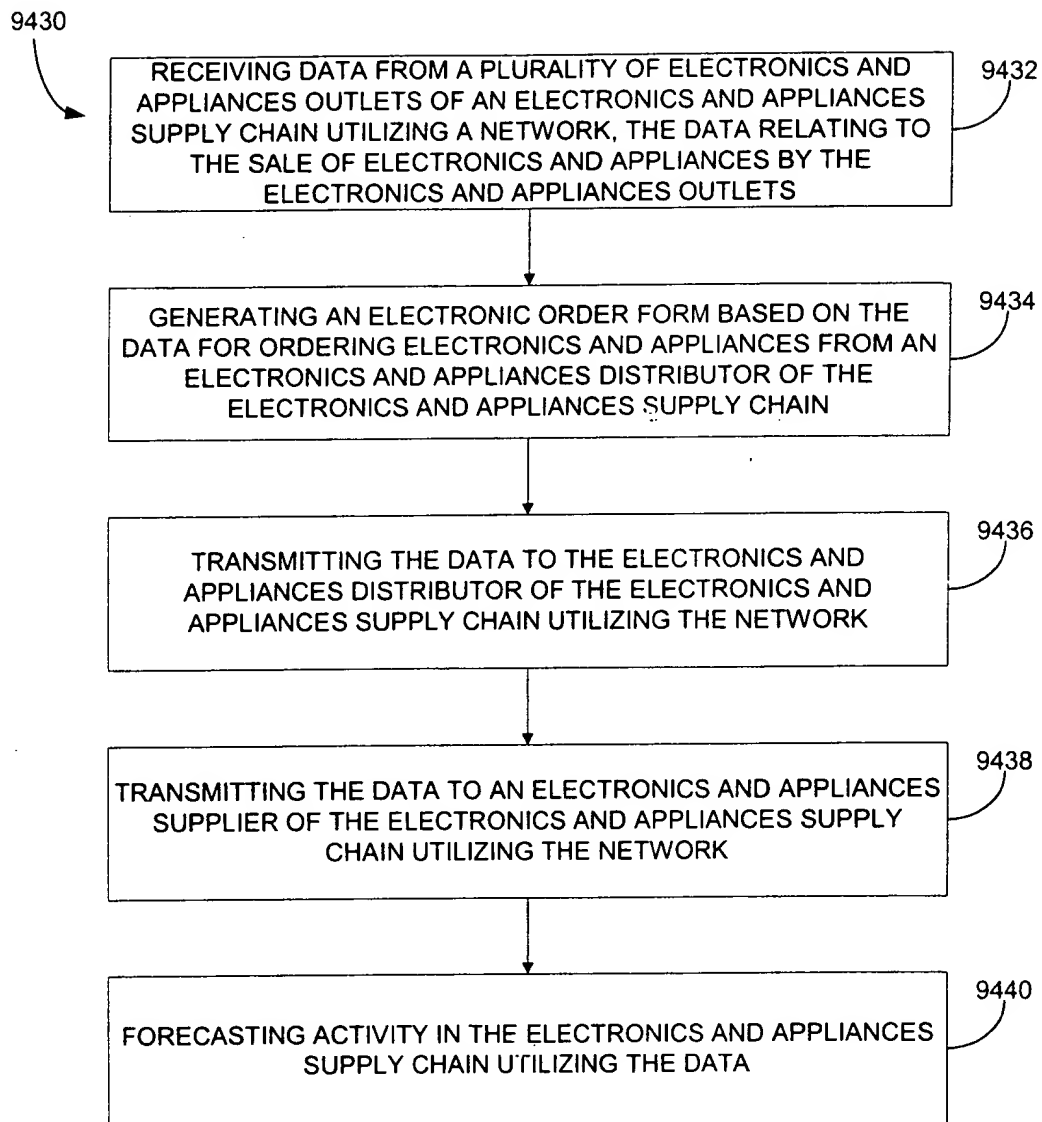 9430
RECEIVING DATA FROM A PLURALITY OF ELECTRONICS AND
APPLIANCES OUTLETS OF AN ELECTRONICS AND APPLIANCES
SUPPLY CHAIN UTILIZING A NETWORK, THE DATA RELATING TO
THE SALE OF ELECTRONICS AND APPLIANCES BY THE
ELECTRONICS AND APPLIANCES OUTLETS
9432
GENERATING AN ELECTRONIC ORDER FORM BASED ON THE
DATA FOR ORDERING ELECTRONICS AND APPLIANCES FROM AN
ELECTRONICS AND APPLIANCES DISTRIBUTOR OF THE
ELECTRONICS AND APPLIANCES SUPPLY CHAIN
9434
TRANSMITTING THE DATA TO THE ELECTRONICS AND
APPLIANCES DISTRIBUTOR OF THE ELECTRONICS AND
APPLIANCES SUPPLY CHAIN UTILIZING THE NETWORK
9436
TRANSMITTING THE DATA TO AN ELECTRONICS AND APPLIANCES
SUPPLIER OF THE ELECTRONICS AND APPLIANCES SUPPLY
CHAIN UTILIZING THE NETWORK
9438
FORECASTING ACTIVITY IN THE ELECTRONICS AND APPLIANCES
SUPPLY CHAIN UTILIZING THE DATA
9440